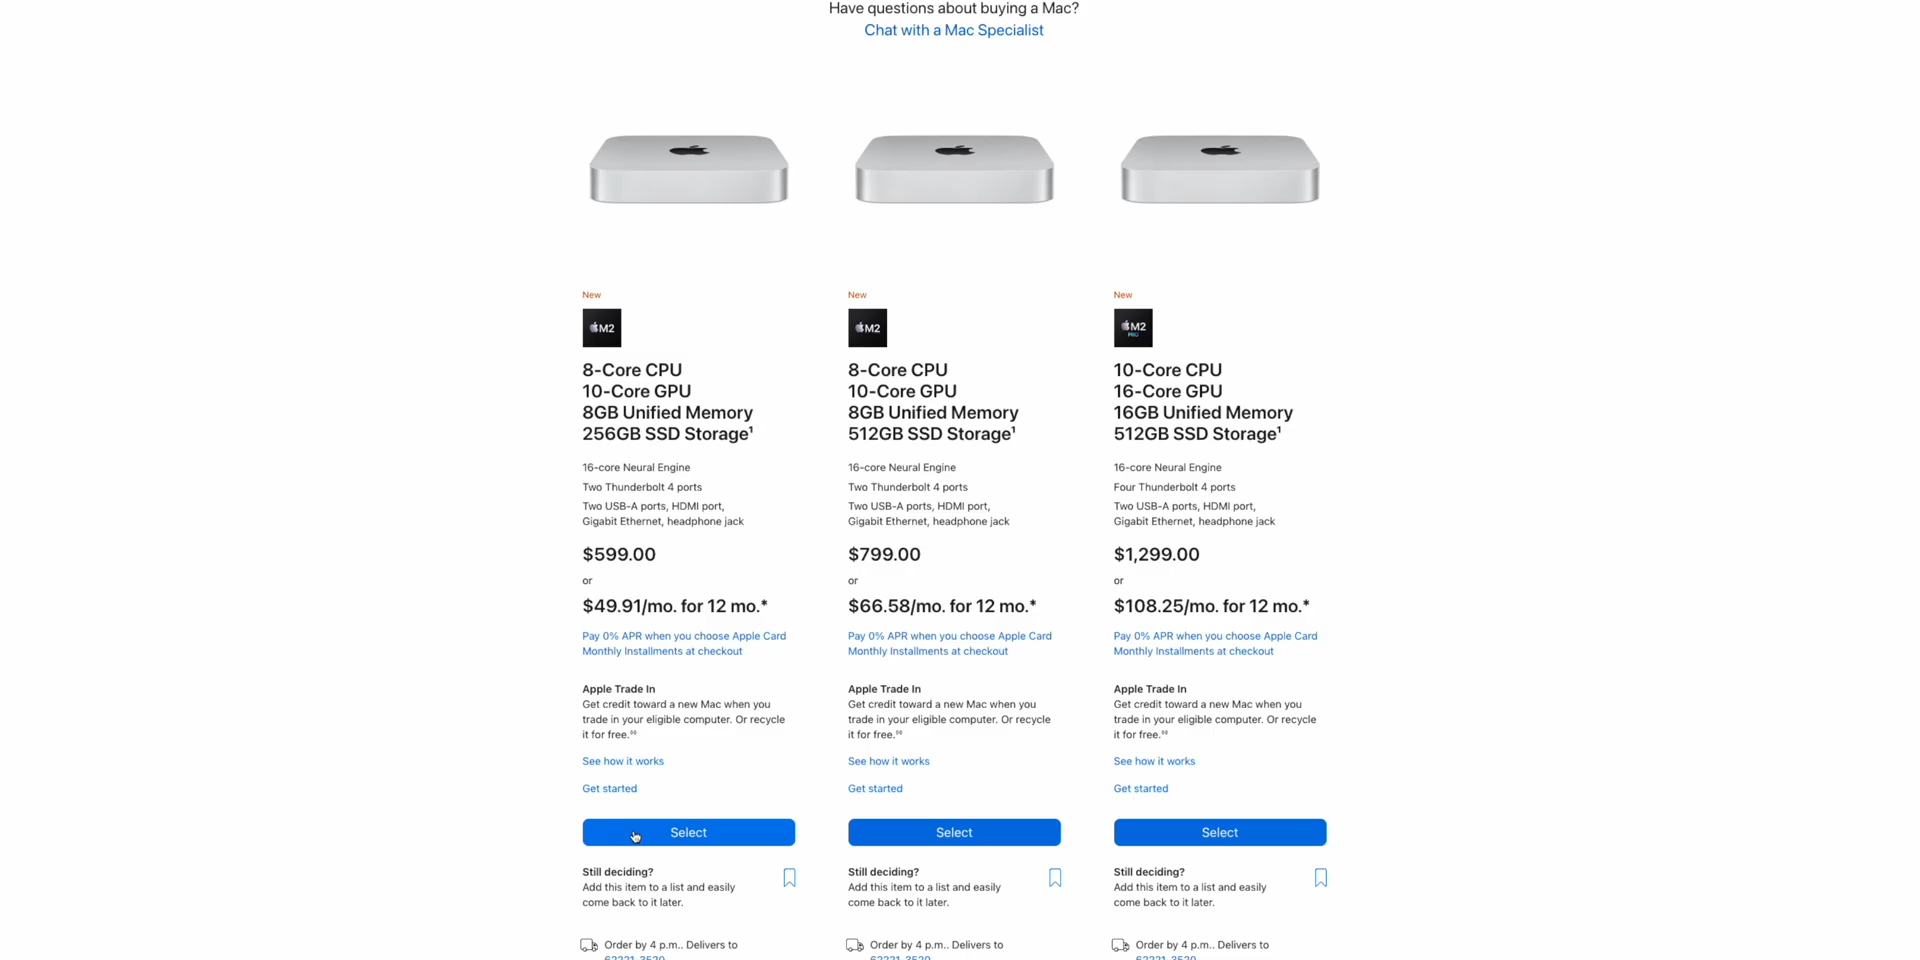 Have questions about buying a Mac?
Chat with a Mac Specialist
New
M2
8-Core CPU
10-Core GPU
8GB Unified Memory
256GB SSD Storage¹
16-core Neural Engine
Two Thunderbolt 4 ports
Two USB-A ports, HDMI port,
Gigabit Ethernet, headphone jack
$599.00
or
$49.91/mo. for 12 mo.*
Pay 0% APR when you choose Apple Card
Monthly Installments at checkout
Apple Trade In
Get credit toward a new Mac when you
trade in your eligible computer. Or recycle
it for free.◊◊
See how it works
Get started
Select
Still deciding?
Add this item to a list and easily
come back to it later.
Order by 4 p.m.. Delivers to
62221-3520
New
M2
8-Core CPU
10-Core GPU
8GB Unified Memory
512GB SSD Storage¹
16-core Neural Engine
Two Thunderbolt 4 ports
Two USB-A ports, HDMI port,
Gigabit Ethernet, headphone jack
$799.00
or
$66.58/mo. for 12 mo.*
Pay 0% APR when you choose Apple Card
Monthly Installments at checkout
Apple Trade In
Get credit toward a new Mac when you
trade in your eligible computer. Or recycle
it for free.◊◊
See how it works
Get started
Select
Still deciding?
Add this item to a list and easily
come back to it later.
Order by 4 p.m.. Delivers to
62221-3520
New
M2
PRO
10-Core CPU
16-Core GPU
16GB Unified Memory
512GB SSD Storage¹
16-core Neural Engine
Four Thunderbolt 4 ports
Two USB-A ports, HDMI port,
Gigabit Ethernet, headphone jack
$1,299.00
or
$108.25/mo. for 12 mo.*
Pay 0% APR when you choose Apple Card
Monthly Installments at checkout
Apple Trade In
Get credit toward a new Mac when you
trade in your eligible computer. Or recycle
it for free.◊◊
See how it works
Get started
Select
Still deciding?
Add this item to a list and easily
come back to it later.
Order by 4 p.m.. Delivers to
62221-3520